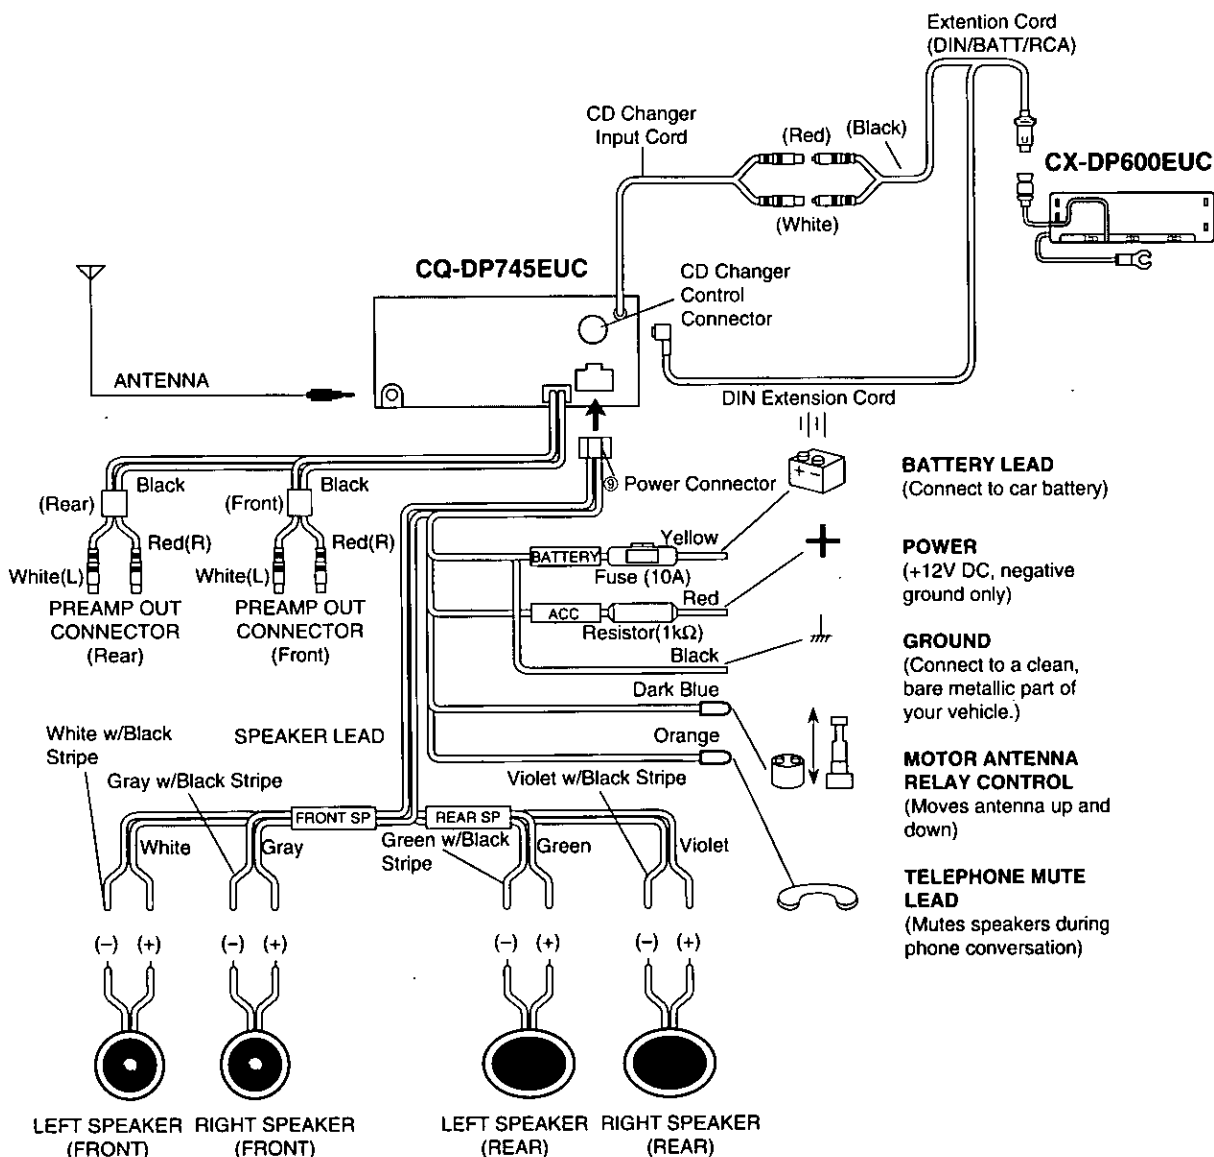 Extention Cord
(DIN/BATT/RCA)
CD Changer
Input Cord
(Red)
(Black)
CX-DP600EUC
(White)
CQ-DP745EUC
CD Changer
Control
Connector
ANTENNA
DIN Extension Cord
(Rear)
Black
(Front)
Black
⑨ Power Connector
White(L)
Red(R)
White(L)
Red(R)
PREAMP OUT
CONNECTOR
(Rear)
PREAMP OUT
CONNECTOR
(Front)
BATTERY
Yellow
Fuse (10A)
ACC
Red
Resistor(1kΩ)
Black
Dark Blue
Orange
+ -
BATTERY LEAD
(Connect to car battery)
POWER
(+12V DC, negative
ground only)
GROUND
(Connect to a clean,
bare metallic part of
your vehicle.)
MOTOR ANTENNA
RELAY CONTROL
(Moves antenna up and
down)
TELEPHONE MUTE
LEAD
(Mutes speakers during
phone conversation)
White w/Black
Stripe
SPEAKER LEAD
Gray w/Black Stripe
Violet w/Black Stripe
FRONT SP
REAR SP
White
Gray
Green w/Black
Stripe
Green
Violet
(–) (+)
(–) (+)
(–) (+)
(–) (+)
LEFT SPEAKER
(FRONT)
RIGHT SPEAKER
(FRONT)
LEFT SPEAKER
(REAR)
RIGHT SPEAKER
(REAR)